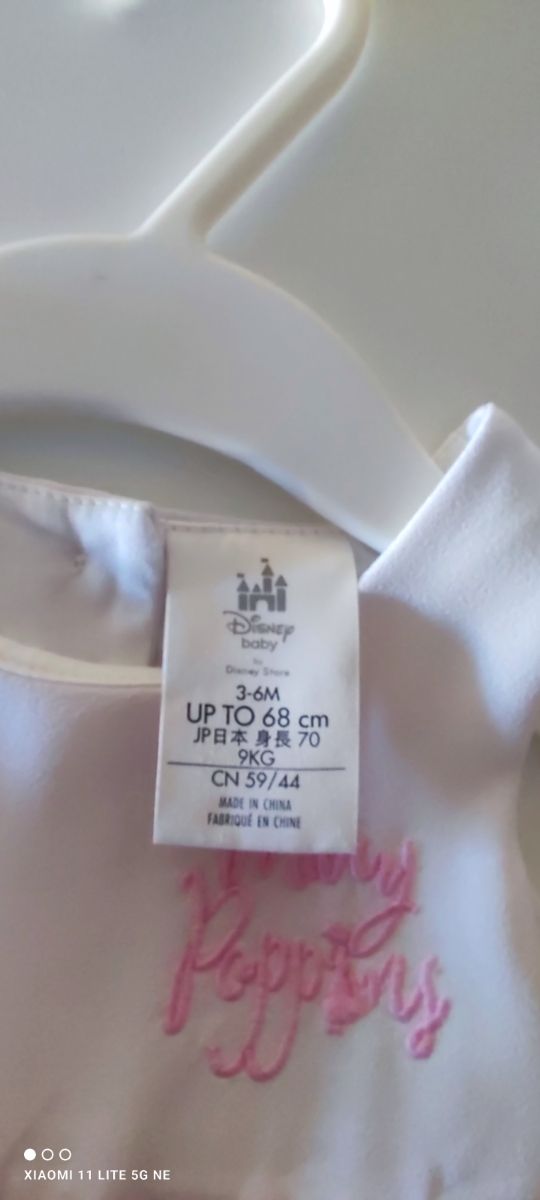 Disney
baby
by
Disney Store
3-6M
UP TO 68 cm
JP日本 身長 70
9KG
CN 59/44
MADE IN CHINA
FABRIQUÉ EN CHINE
Mary
Poppins
XIAOMI 11 LITE 5G NE